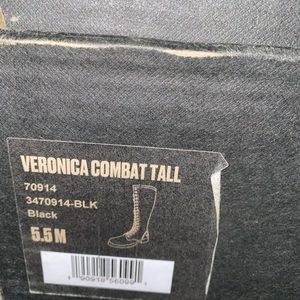 VERONICA COMBAT TALL
70914
3470914-BLK
Black
5.5 M